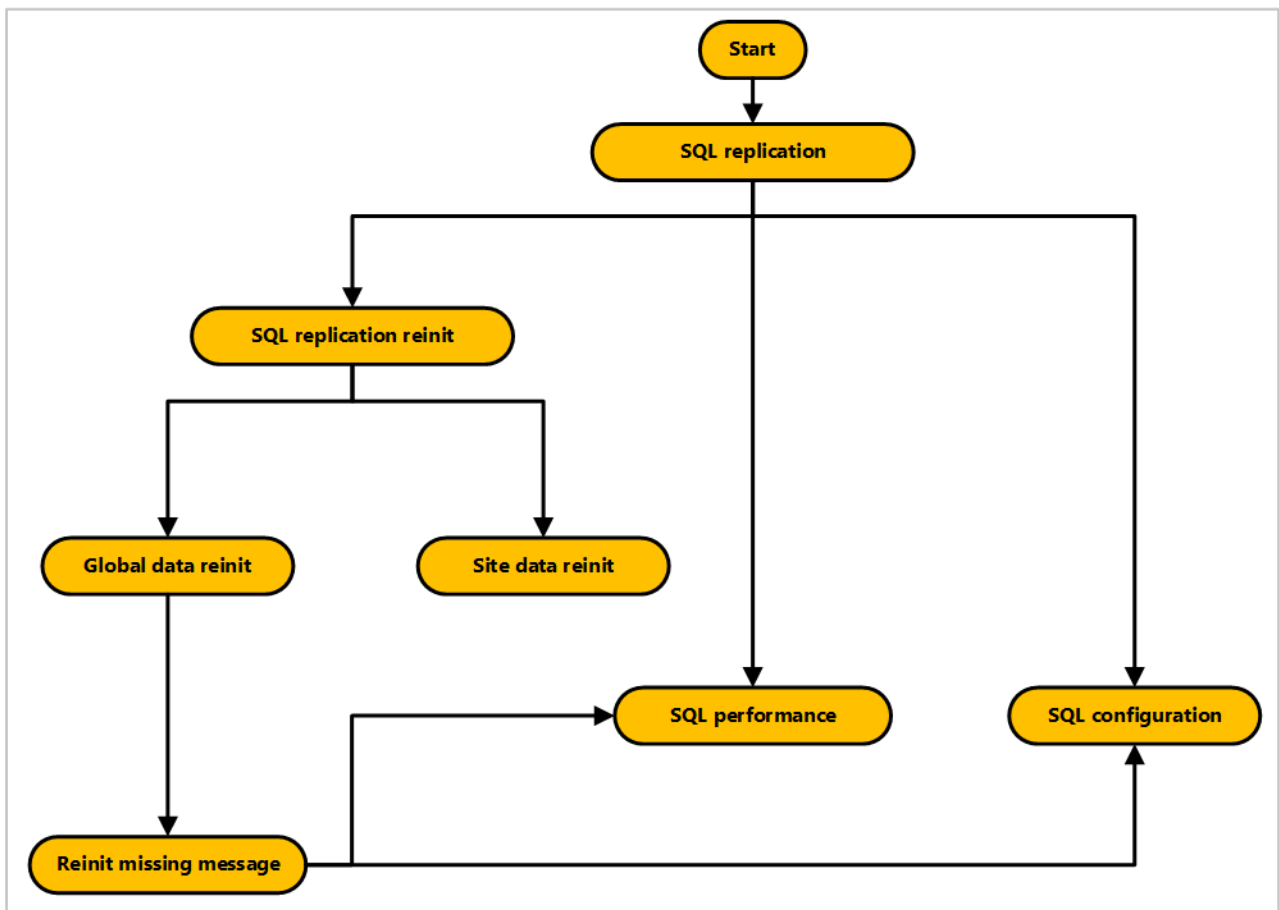 Start
SQL replication
SQL replication reinit
Global data reinit
Site data reinit
SQL performance
SQL configuration
Reinit missing message